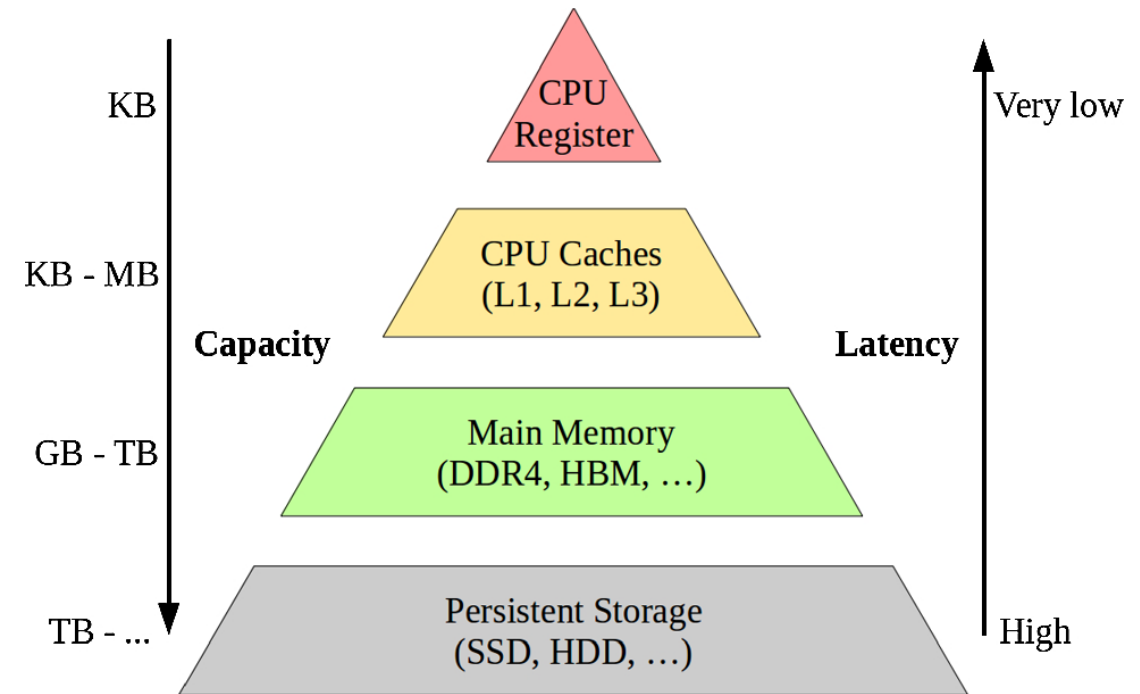 KB
CPU
Register
Very low
KB - MB
CPU Caches
(L1, L2, L3)
Capacity
Latency
GB - TB
Main Memory
(DDR4, HBM, …)
TB - ...
Persistent Storage
(SSD, HDD, …)
High